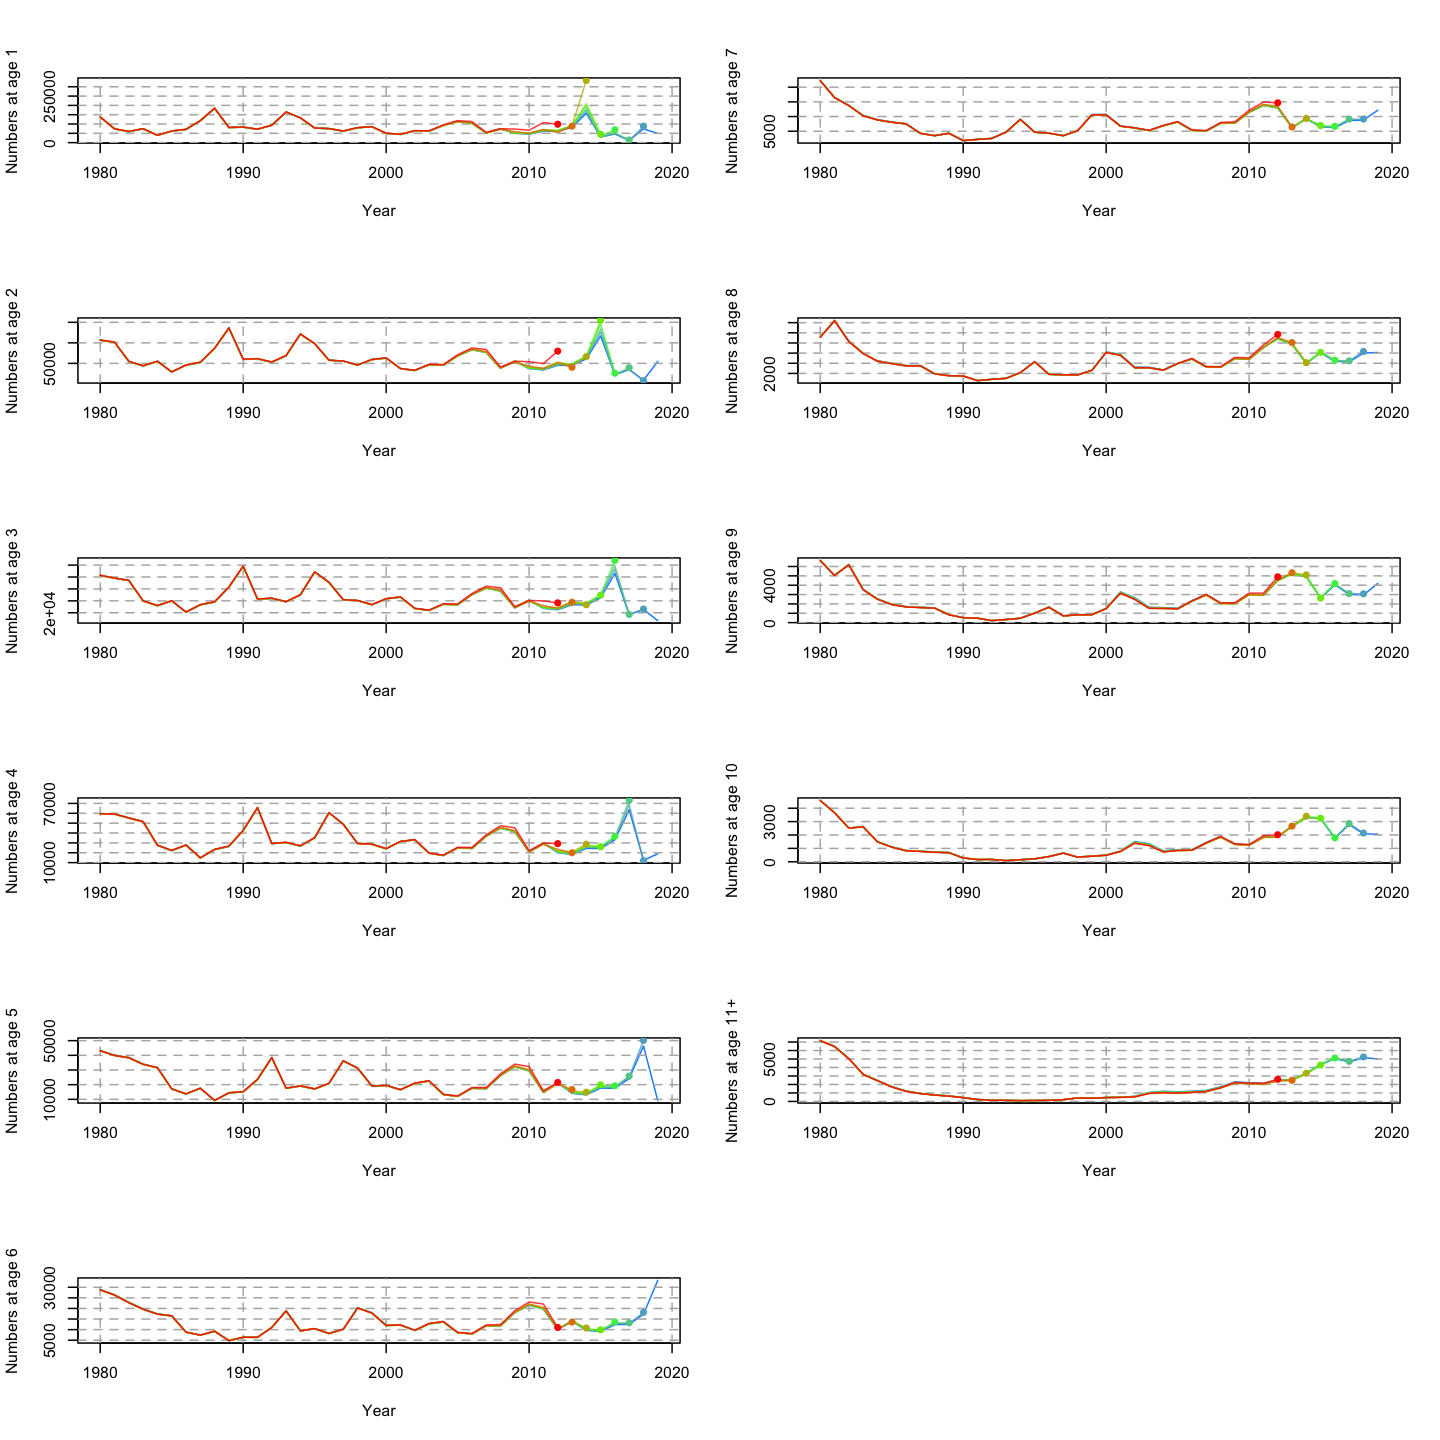 Numbers at age 1
0 250000
1980 1990 2000 2010 2020
Year
Numbers at age 2
50000
1980 1990 2000 2010 2020
Year
Numbers at age 3
2e+04
1980 1990 2000 2010 2020
Year
Numbers at age 4
10000 70000
1980 1990 2000 2010 2020
Year
Numbers at age 5
10000 50000
1980 1990 2000 2010 2020
Year
Numbers at age 6
5000 30000
1980 1990 2000 2010 2020
Year
Numbers at age 7
5000
1980 1990 2000 2010 2020
Year
Numbers at age 8
2000
1980 1990 2000 2010 2020
Year
Numbers at age 9
0 4000
1980 1990 2000 2010 2020
Year
Numbers at age 10
0 3000
1980 1990 2000 2010 2020
Year
Numbers at age 11+
0 5000
1980 1990 2000 2010 2020
Year